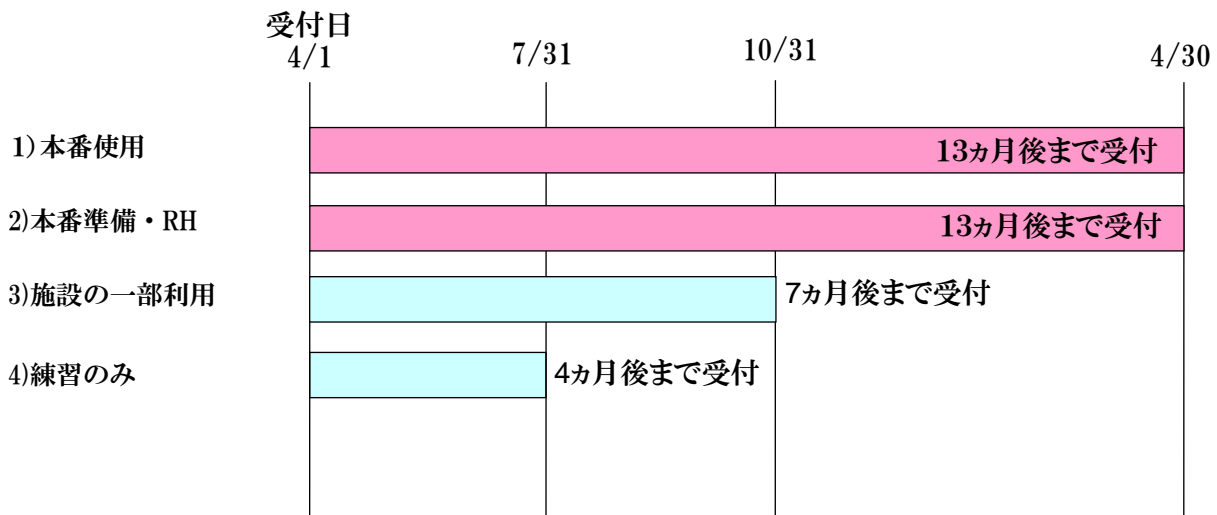 受付日
4/1
7/31
10/31
4/30
1)本番使用
13ヵ月後まで受付
2)本番準備・RH
13ヵ月後まで受付
3)施設の一部利用
7ヵ月後まで受付
4)練習のみ
4ヵ月後まで受付